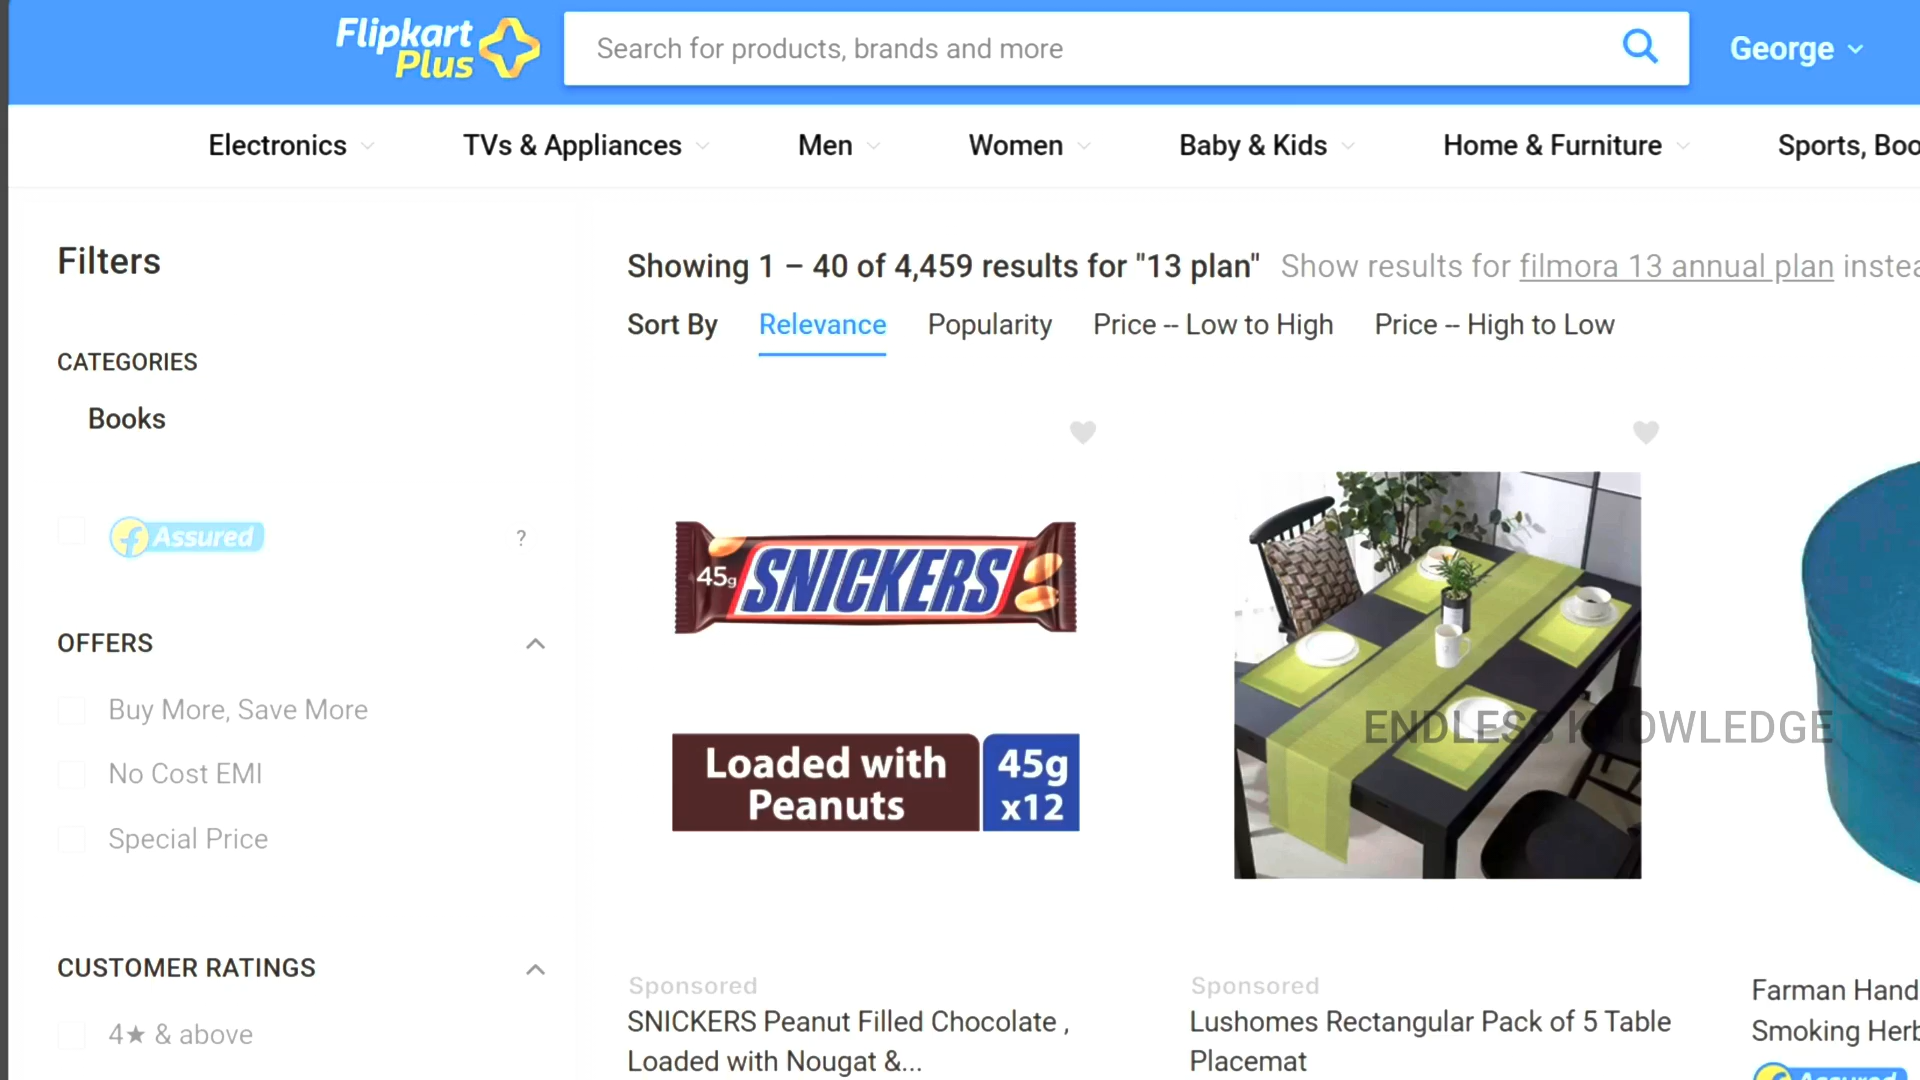 Flipkart
Plus
Search for products, brands and more
George
Electronics
TVs & Appliances
Men
Women
Baby & Kids
Home & Furniture
Sports, Boo
Filters
Showing 1 – 40 of 4,459 results for "13 plan" Show results for filmora 13 annual plan instea
Sort By
Relevance
Popularity
Price -- Low to High
Price -- High to Low
CATEGORIES
Books
Assured
?
OFFERS
Buy More, Save More
No Cost EMI
Special Price
CUSTOMER RATINGS
4★ & above
45g
SNICKERS
Loaded with
Peanuts
45g
x12
ENDLESS KNOWLEDGE
Sponsored
SNICKERS Peanut Filled Chocolate ,
Loaded with Nougat &...
Sponsored
Lushomes Rectangular Pack of 5 Table
Placemat
Farman Hand
Smoking Herb
Assured